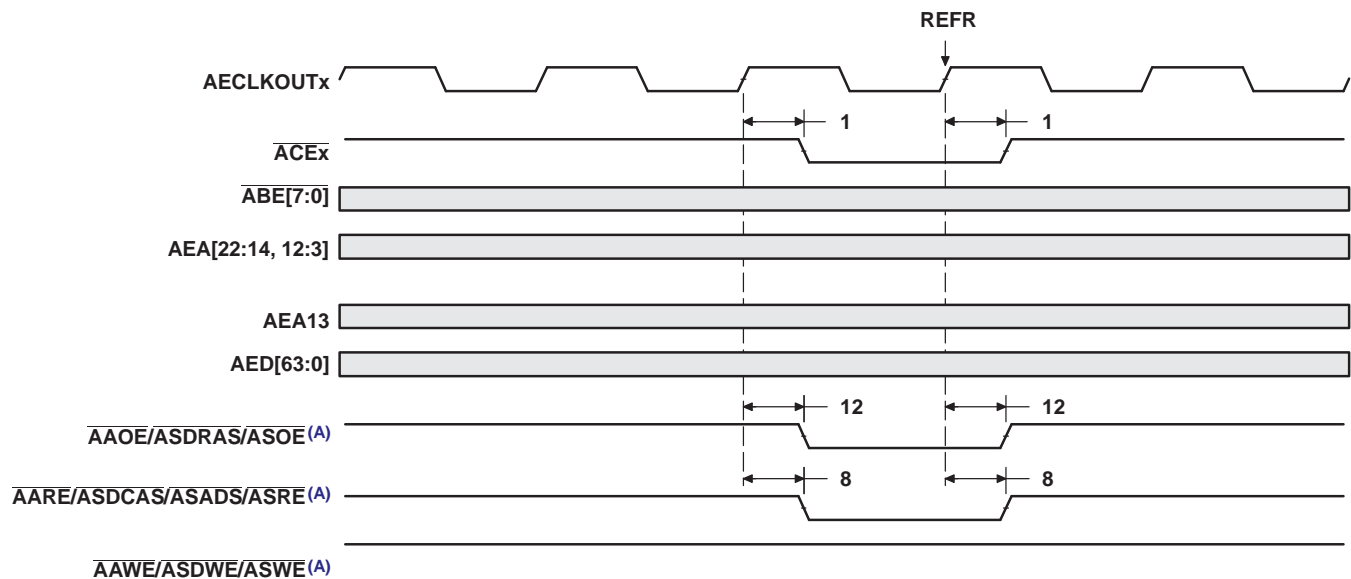 REFR
AECLKOUTx
1 1
ACEx
ABE[7:0]
AEA[22:14, 12:3]
AEA13
AED[63:0]
12 12
AAOE/ASDRAS/ASOE(A)
8 8
AARE/ASDCAS/ASADS/ASRE(A)
AAWE/ASDWE/ASWE(A)